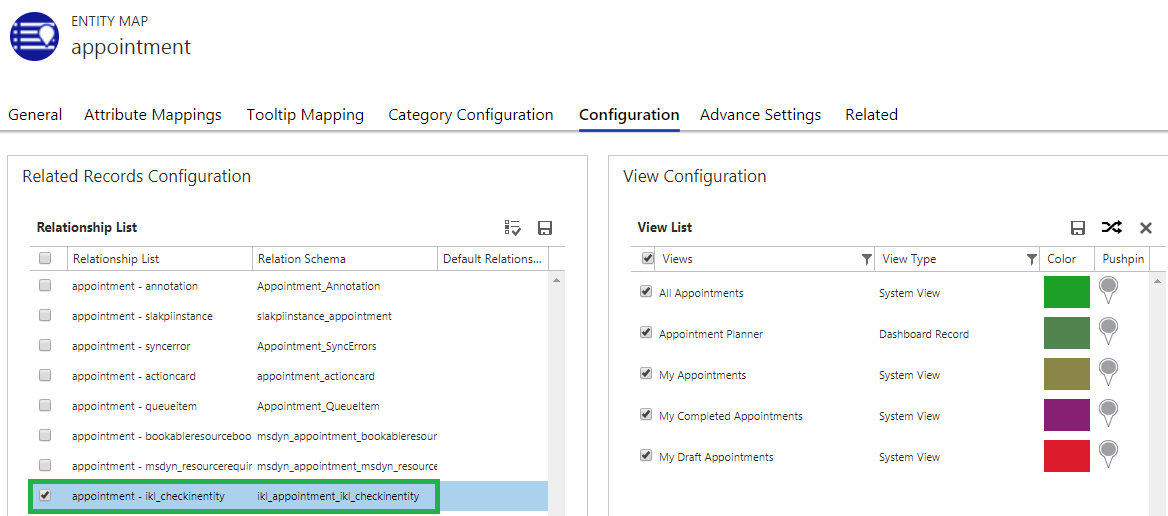 ENTITY MAP
appointment
General Attribute Mappings Tooltip Mapping Category Configuration Configuration Advance Settings Related
Related Records Configuration
Relationship List
Relationship List Relation Schema Default Relations...
appointment - annotation Appointment_Annotation
appointment - slakpiinstance slakpiinstance_appointment
appointment - syncerror Appointment_SyncErrors
appointment - actioncard appointment_actioncard
appointment - queueitem Appointment_QueueItem
appointment - bookableresourceboo msdyn_appointment_bookableresour
appointment - msdyn_resourcerequir msdyn_appointment_msdyn_resource
appointment - ikl_checkinentity ikl_appointment_ikl_checkinentity
View Configuration
View List
Views View Type Color Pushpin
All Appointments System View
Appointment Planner Dashboard Record
My Appointments System View
My Completed Appointments System View
My Draft Appointments System View